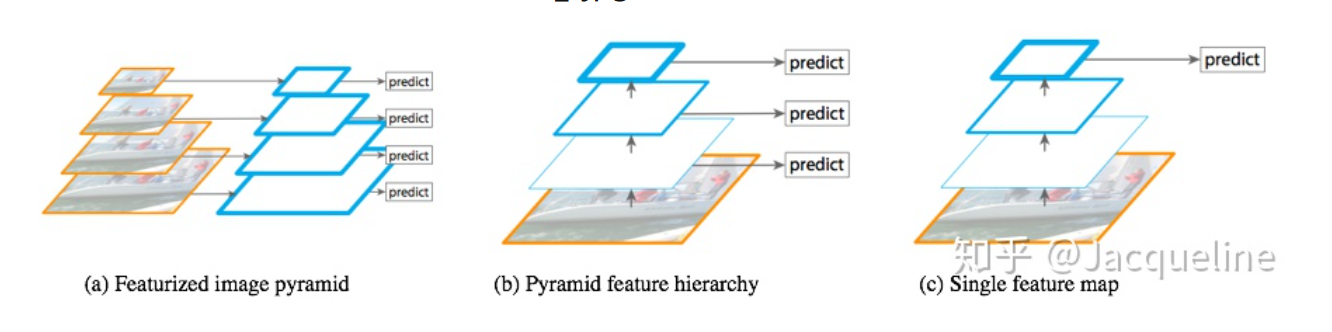 predict
predict
predict
predict
predict
predict
predict
predict
(a) Featurized image pyramid
(b) Pyramid feature hierarchy
(c) Single feature map
知乎 @Jacqueline